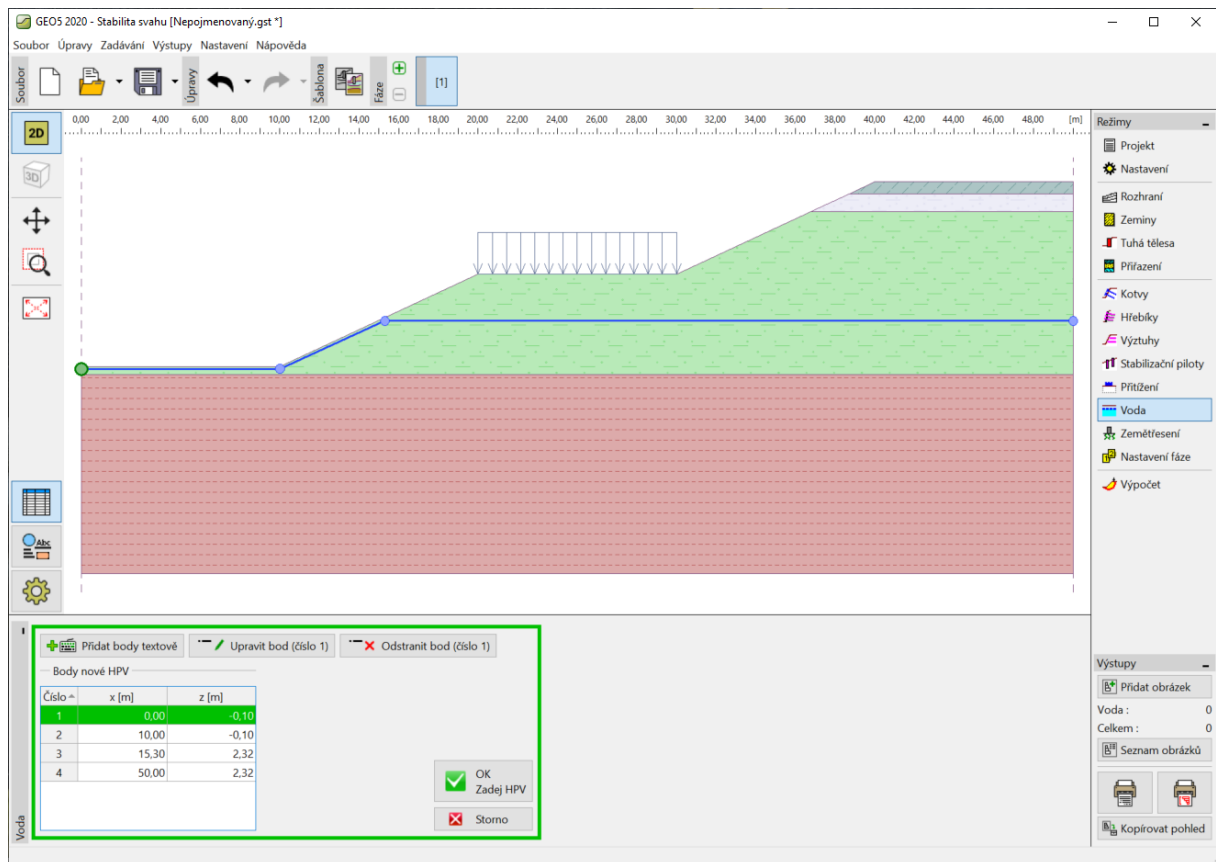 GEO5 2020 - Stabilita svahu [Nepojmenovaný.gst *]
Soubor Úpravy Zadávání Výstupy Nastavení Nápověda
Soubor
Úpravy
Šablona
Fáze
[1]
2D
3D
0,00 2,00 4,00 6,00 8,00 10,00 12,00 14,00 16,00 18,00 20,00 22,00 24,00 26,00 28,00 30,00 32,00 34,00 36,00 38,00 40,00 42,00 44,00 46,00 48,00 [m]
Abc
Režimy
Projekt
Nastavení
Rozhraní
Zeminy
Tuhá tělesa
Přiřazení
Kotvy
Hřebíky
Výztuhy
Stabilizační piloty
Přitížení
Voda
Zemětřesení
Nastavení fáze
Výpočet
Voda
Přidat body textově
Upravit bod (číslo 1)
Odstranit bod (číslo 1)
Body nové HPV
Číslo x [m] z [m]
1 0,00 -0,10
2 10,00 -0,10
3 15,30 2,32
4 50,00 2,32
OK
Zadej HPV
Storno
Výstupy
Přidat obrázek
Voda : 0
Celkem : 0
Seznam obrázků
Kopírovat pohled